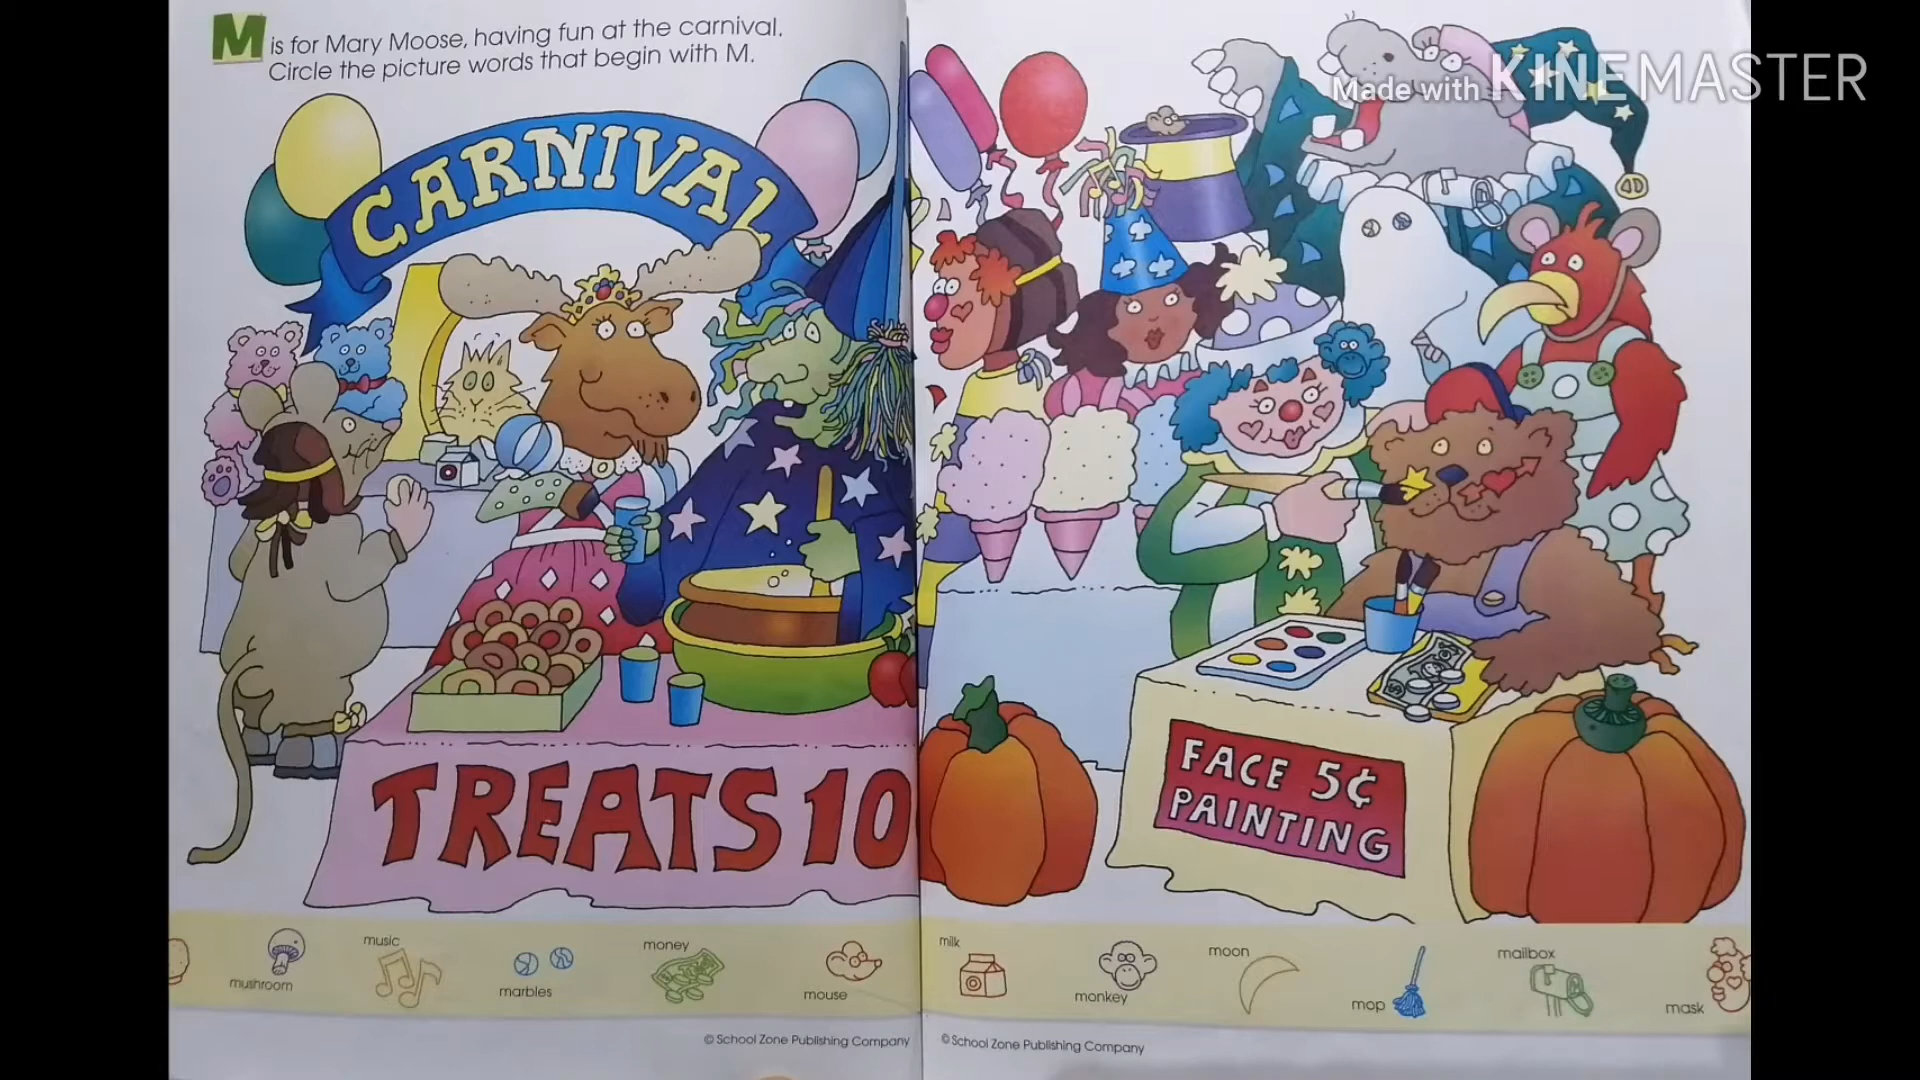 M is for Mary Moose, having fun at the carnival.
Circle the picture words that begin with M.
Made with KINEMASTER
CARNIVAL
TREATS 10
FACE 5¢
PAINTING
mushroom
music
marbles
money
mouse
milk
monkey
moon
mop
mailbox
mask
© School Zone Publishing Company
© School Zone Publishing Company